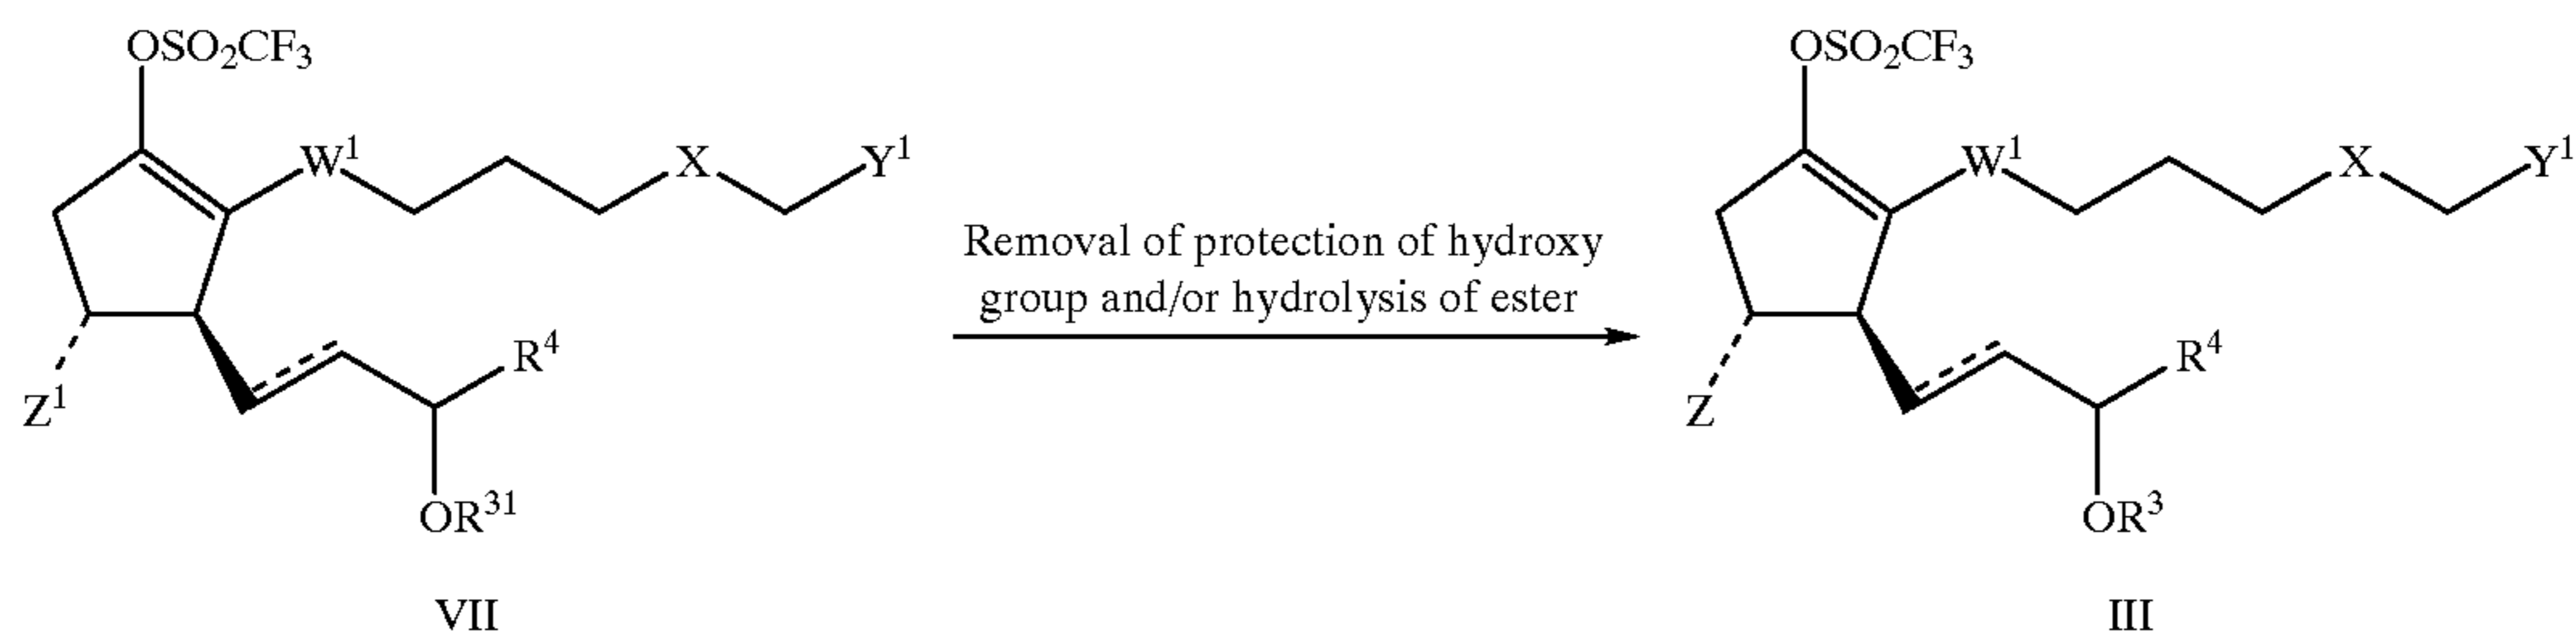 OSO₂CF₃
W¹ X Y¹
Z¹
R⁴
OR³¹
VII
Removal of protection of hydroxy
group and/or hydrolysis of ester
OSO₂CF₃
W¹ X Y¹
Z
R⁴
OR³
III